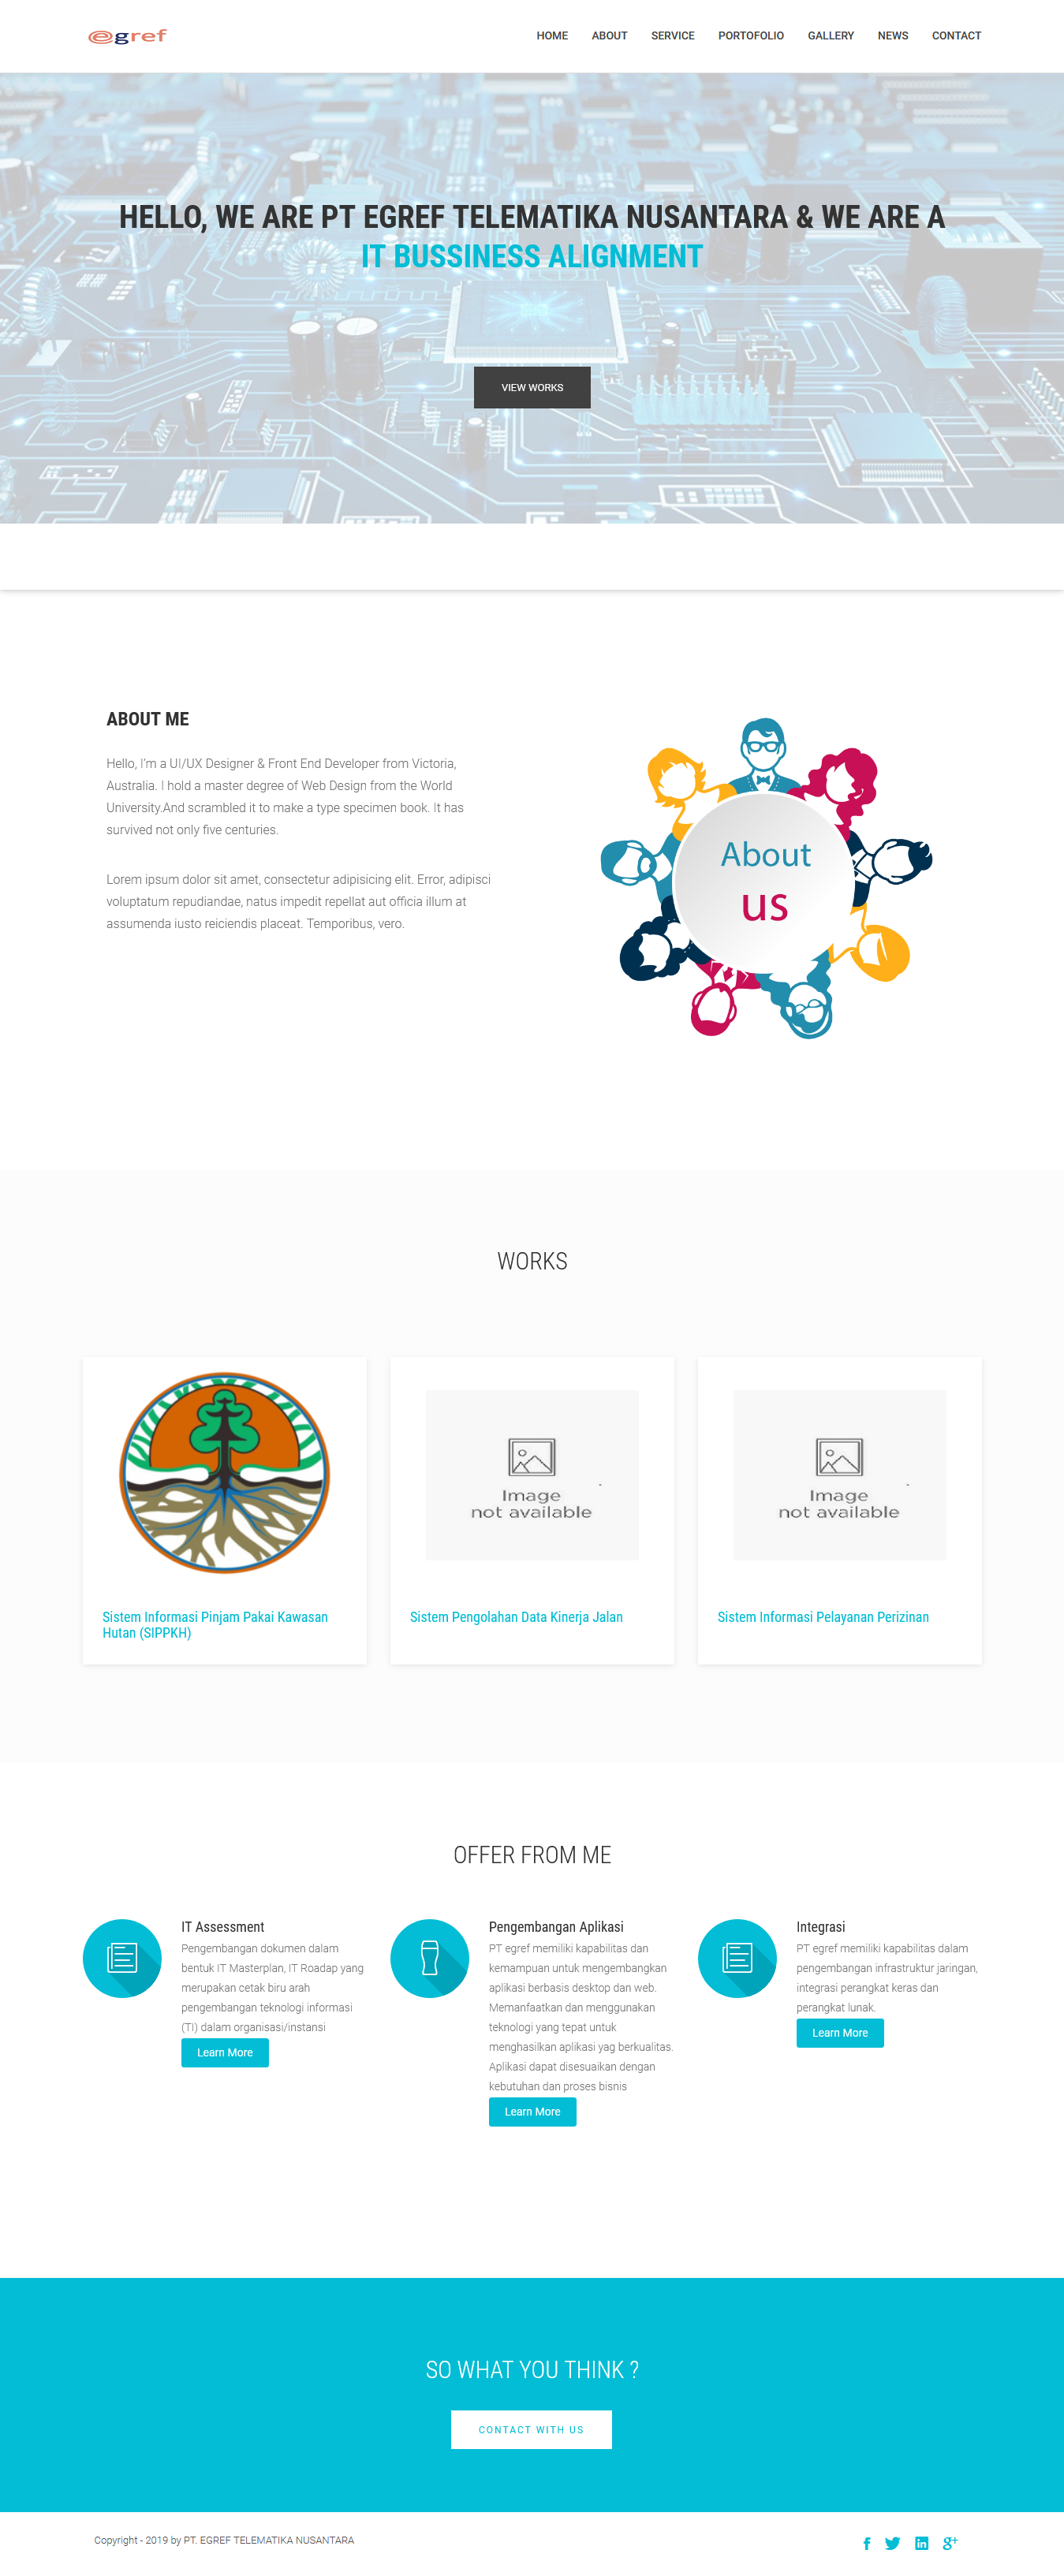 egref
HOME ABOUT SERVICE PORTOFOLIO GALLERY NEWS CONTACT
HELLO, WE ARE PT EGREF TELEMATIKA NUSANTARA & WE ARE A
IT BUSSINESS ALIGNMENT
VIEW WORKS
ABOUT ME
Hello, I'm a UI/UX Designer & Front End Developer from Victoria,
Australia. I hold a master degree of Web Design from the World
University.And scrambled it to make a type specimen book. It has
survived not only five centuries.
Lorem ipsum dolor sit amet, consectetur adipisicing elit. Error, adipisci
voluptatum repudiandae, natus impedit repellat aut officia illum at
assumenda iusto reiciendis placeat. Temporibus, vero.
About
us
WORKS
Sistem Informasi Pinjam Pakai Kawasan
Hutan (SIPPKH)
Image
not available
Sistem Pengolahan Data Kinerja Jalan
Image
not available
Sistem Informasi Pelayanan Perizinan
OFFER FROM ME
IT Assessment
Pengembangan dokumen dalam
bentuk IT Masterplan, IT Roadap yang
merupakan cetak biru arah
pengembangan teknologi informasi
(TI) dalam organisasi/instansi
Learn More
Pengembangan Aplikasi
PT egref memiliki kapabilitas dan
kemampuan untuk mengembangkan
aplikasi berbasis desktop dan web.
Memanfaatkan dan menggunakan
teknologi yang tepat untuk
menghasilkan aplikasi yag berkualitas.
Aplikasi dapat disesuaikan dengan
kebutuhan dan proses bisnis
Learn More
Integrasi
PT egref memiliki kapabilitas dalam
pengembangan infrastruktur jaringan,
integrasi perangkat keras dan
perangkat lunak.
Learn More
SO WHAT YOU THINK ?
CONTACT WITH US
Copyright - 2019 by PT. EGREF TELEMATIKA NUSANTARA